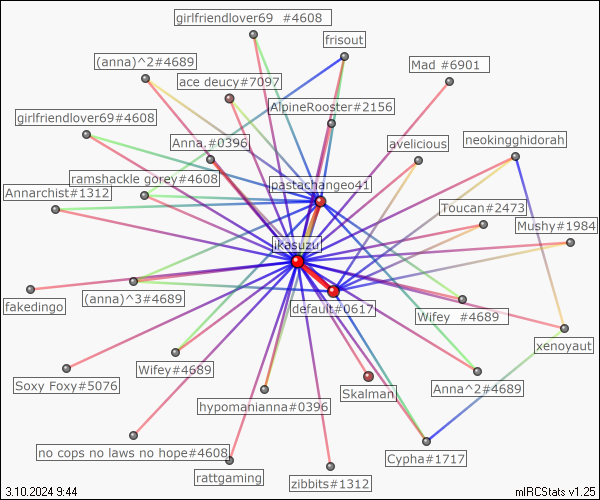 girlfriendlover69  #4608
frisout
(anna)^2#4689
Mad #6901
ace deucy#7097
AlpineRooster#2156
girlfriendlover69#4608
Anna.#0396
avelicious
neokingghidorah
ramshackle gorey#4608
pastachangeo41
Annarchist#1312
Toucan#2473
Mushy#1984
ikasuzu
fakedingo
(anna)^3#4689
default#0617
Wifey  #4689
xenoyaut
Wifey#4689
Soxy Foxy#5076
Skalman
Anna^2#4689
hypomanianna#0396
no cops no laws no hope#4608
Cypha#1717
rattgang
zibbits#1312
3.10.2024 9:44
mIRCStats v1.25